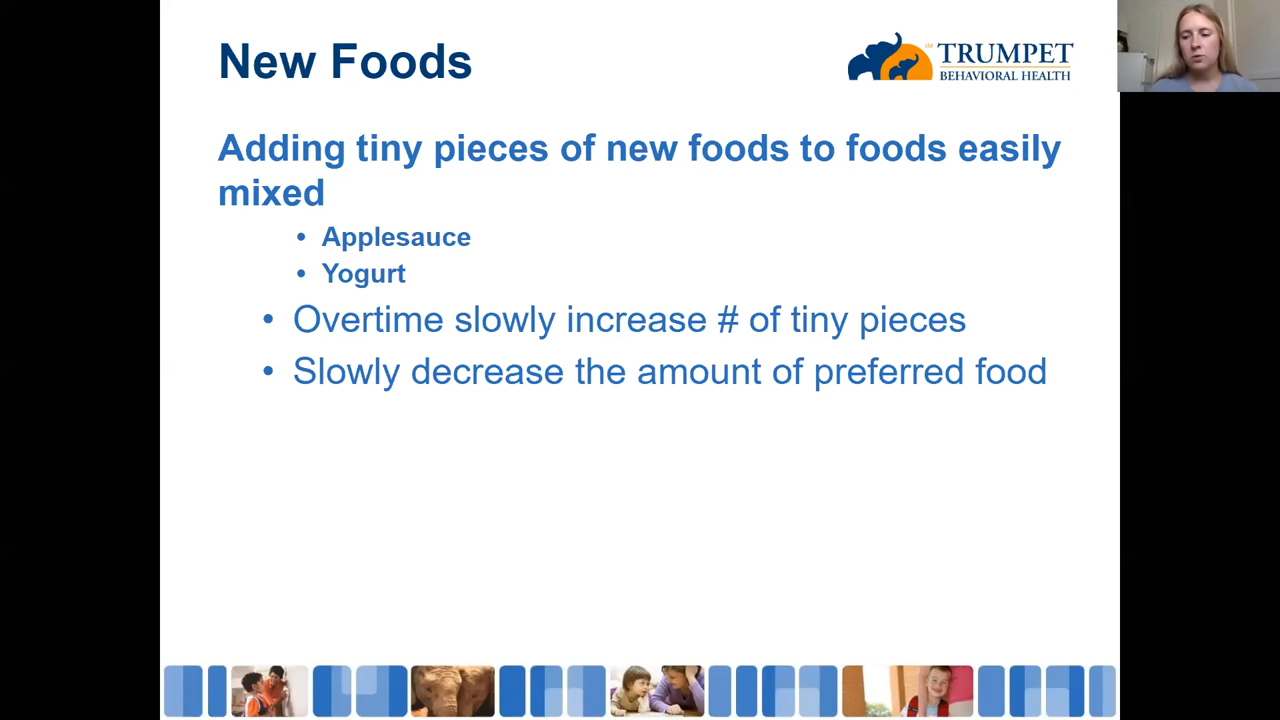 New Foods
TRUMPET
BEHAVIORAL HEALTH
Adding tiny pieces of new foods to foods easily
mixed
• Applesauce
• Yogurt
• Overtime slowly increase # of tiny pieces
• Slowly decrease the amount of preferred food